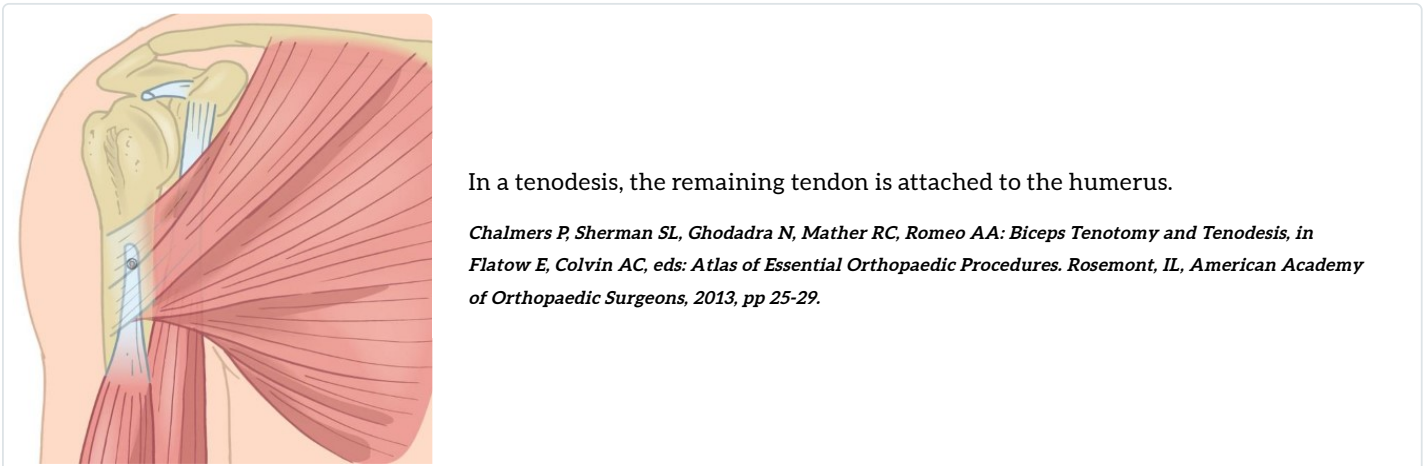 In a tenodesis, the remaining tendon is attached to the humerus.
Chalmers P, Sherman SL, Ghodadra N, Mather RC, Romeo AA: Biceps Tenotomy and Tenodesis, in
Flatow E, Colvin AC, eds: Atlas of Essential Orthopaedic Procedures. Rosemont, IL, American Academy
of Orthopaedic Surgeons, 2013, pp 25-29.